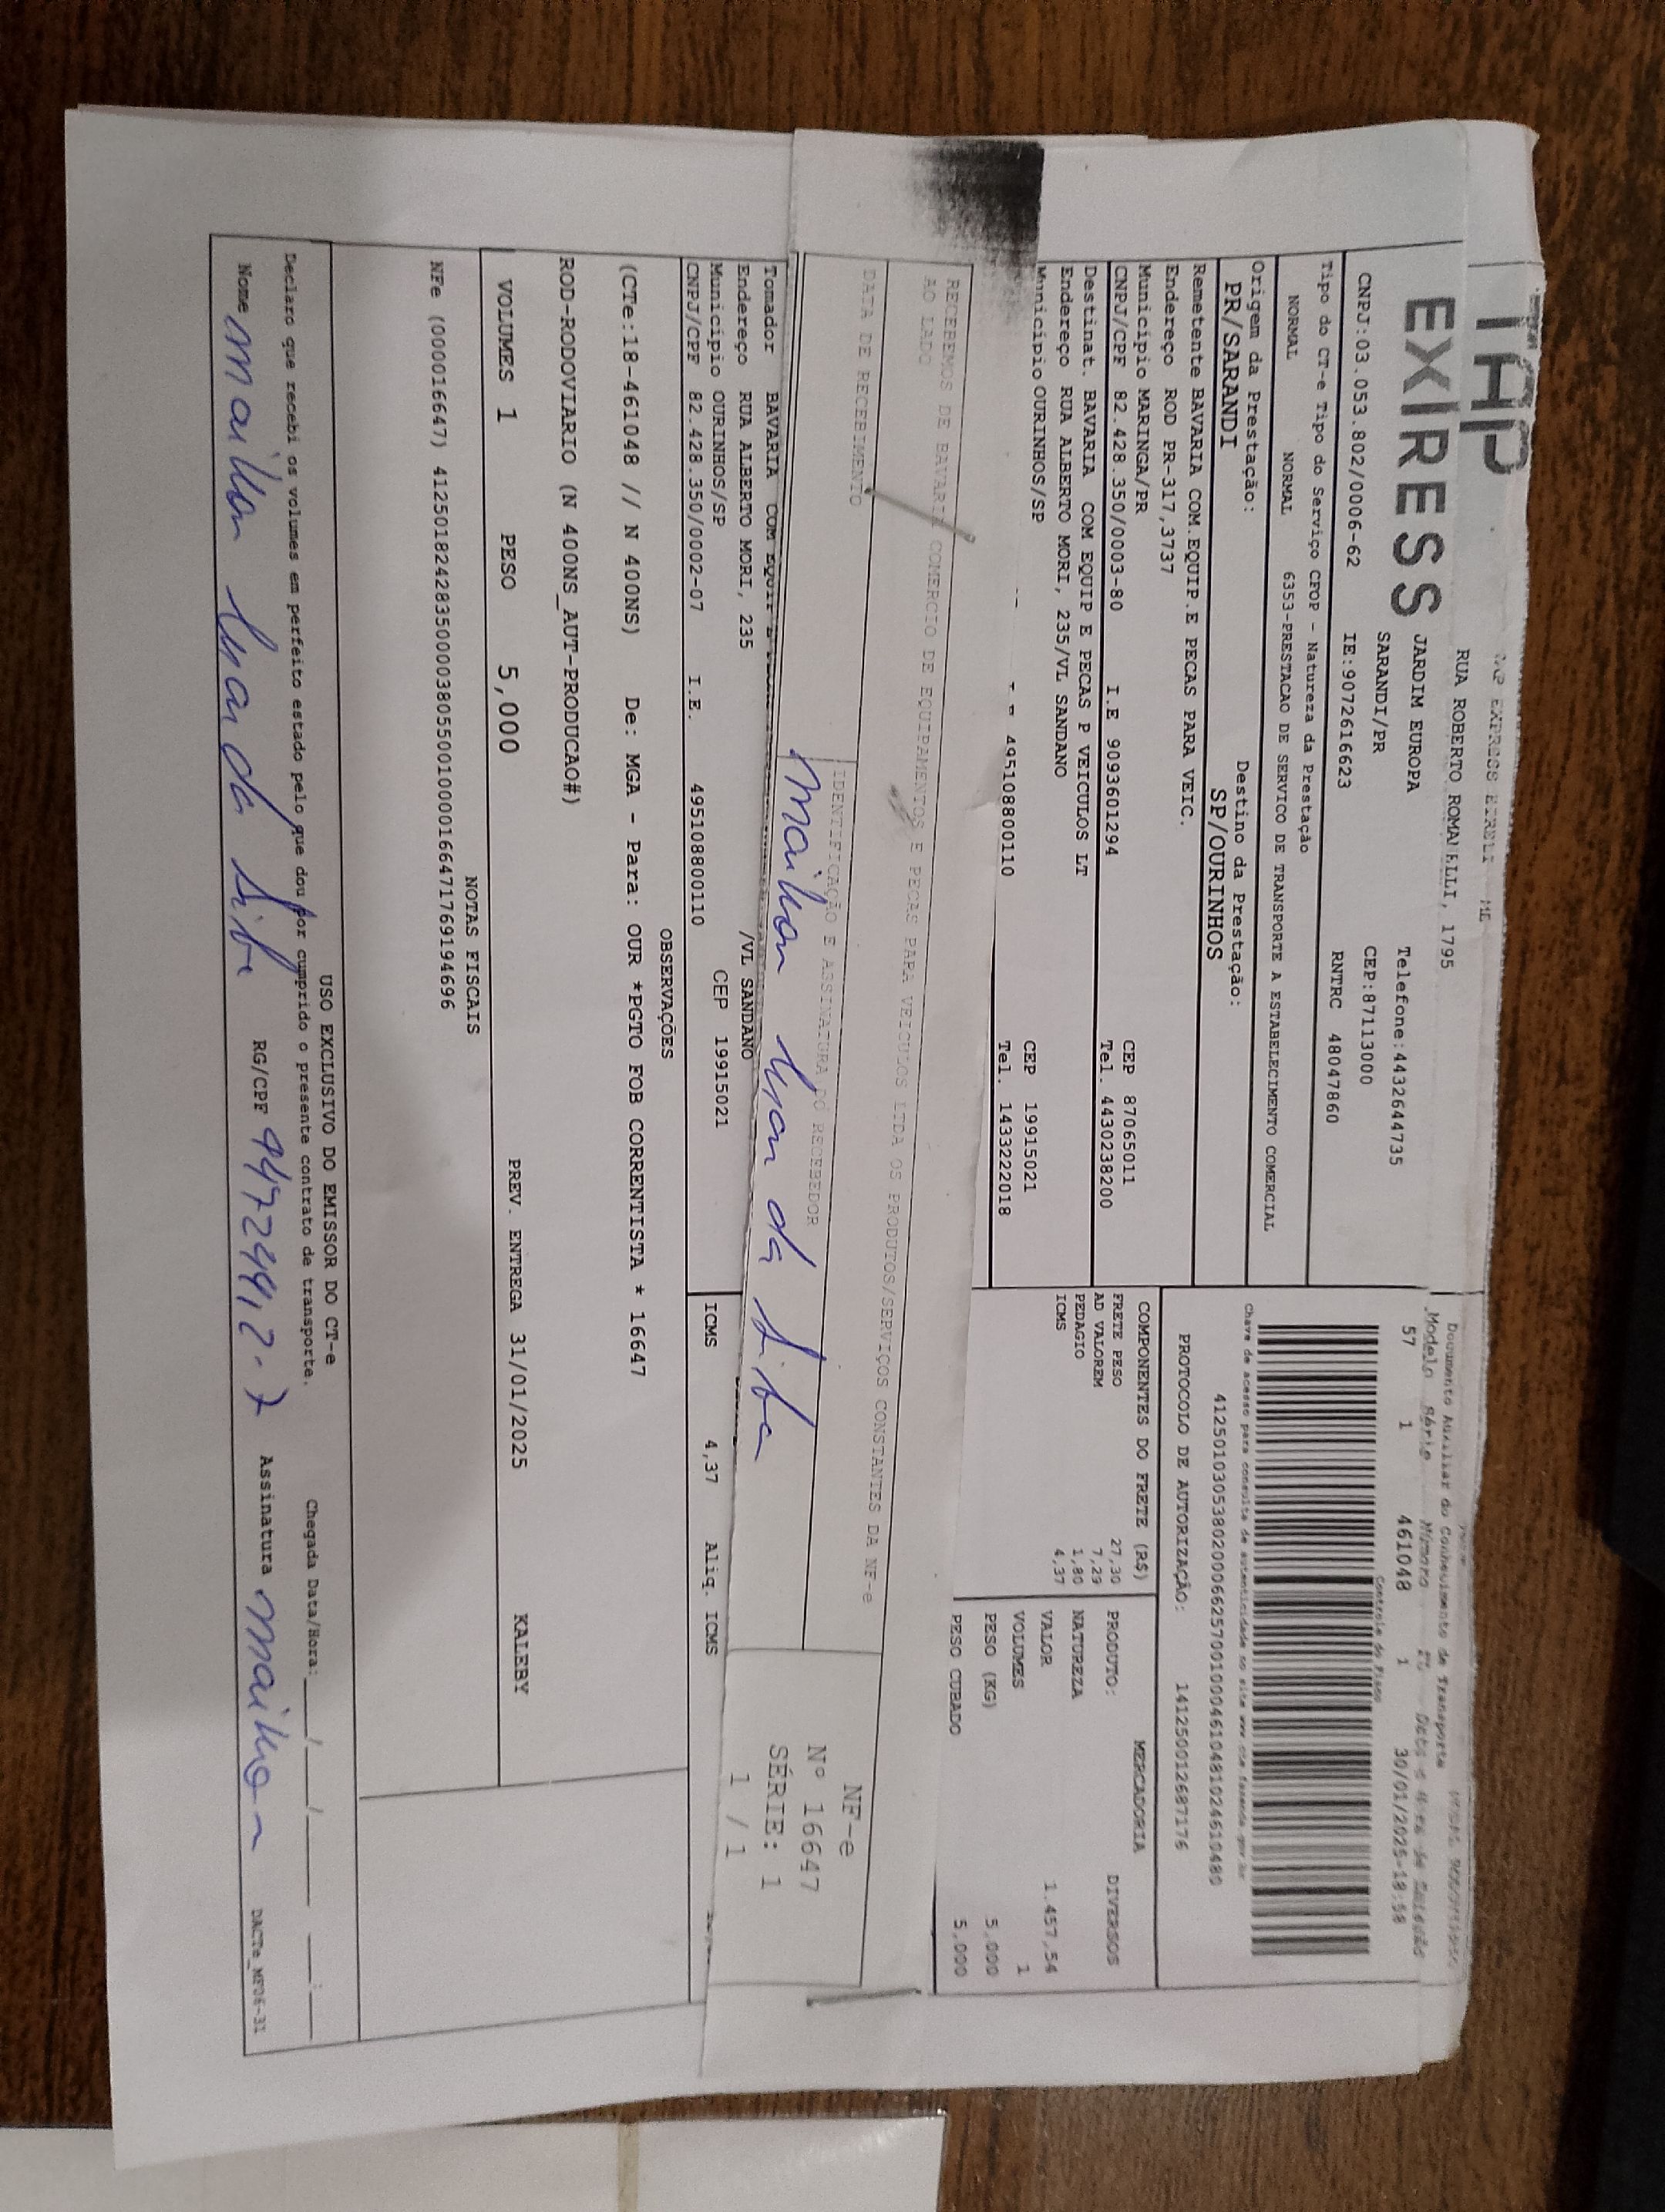 TAP
EXPRESS
RUA ROBERTO ROMANELLI, 1795
JARDIM EUROPA
SARANDI/PR
Telefone:4432644735
CEP:87113000
CNPJ:03.053.802/0006-62 IE:9072616623 RNTRC 48047860
Documento Auxiliar do Conhecimento de Transporte
Modelo Série Número FL Data e Hora de Emissão
57 1 461048 1 30/01/2025-18:58
Controle do Fisco
Tipo do CT-e Tipo do Serviço CFOP - Natureza da Prestação
NORMAL NORMAL 6353-PRESTACAO DE SERVICO DE TRANSPORTE A ESTABELECIMENTO COMERCIAL
Chave de acesso para consulta de autenticidade no site
Origem da Prestação: Destino da Prestação:
PR/SARANDI SP/OURINHOS
PROTOCOLO DE AUTORIZAÇÃO: 141250012687176
Remetente BAVARIA COM.EQUIP.E PECAS PARA VEIC.
Endereço ROD PR-317,3737
Municipio MARINGA/PR CEP 87065011
CNPJ/CPF 82.428.350/0003-80 I.E 9093601294 Tel. 4430238200
Destinat. BAVARIA COM EQUIP E PECAS P VEICULOS LT
Endereço RUA ALBERTO MORI, 235/VL SANDANO
Municipio OURINHOS/SP CEP 19915021
495108800110 Tel. 1433222018
COMPONENTES DO FRETE (R$)
FRETE PESO 27,30
AD VALOREM 7,29
PEDAGIO 1,80
ICMS 4,37
MERCADORIA
PRODUTO: DIVERSOS
NATUREZA
VALOR 1.457,54
VOLUMES 1
PESO (KG) 5,000
PESO CUBADO 5,000
RECEBEMOS DE BAVARIA COMERCIO DE EQUIPAMENTOS E PECAS PARA VEICULOS LTDA OS PRODUTOS/SERVIÇOS CONSTANTES DA NF-e
AO LADO
DATA DE RECEBIMENTO
IDENTIFICAÇÃO E ASSINATURA DO RECEBEDOR
NF-e
Nº 16647
SÉRIE: 1
1 / 1
Tomador BAVARIA COM EQUIP
Endereço RUA ALBERTO MORI, 235 /VL SANDANO
Municipio OURINHOS/SP CEP 19915021
CNPJ/CPF 82.428.350/0002-07 I.E. 495108800110
ICMS 4,37 Aliq. ICMS
OBSERVAÇÕES
(CTe:18-461048 // N 400NS) De: MGA - Para: OUR *PGTO FOB CORRENTISTA * 16647
ROD-RODOVIARIO (N 400NS_AUT-PRODUCAO#)
VOLUMES 1 PESO 5,000 PREV. ENTREGA 31/01/2025 KALEBY
NOTAS FISCAIS
NFe (000016647) 41250182428350000380550010000166471769194696
USO EXCLUSIVO DO EMISSOR DO CT-e
Declaro que recebi os volumes em perfeito estado pelo que dou por cumprido o presente contrato de transporte. Chegada Data/Hora:____/____/______ ____:____
Nome RG/CPF Assinatura
DACTe_MF06-31